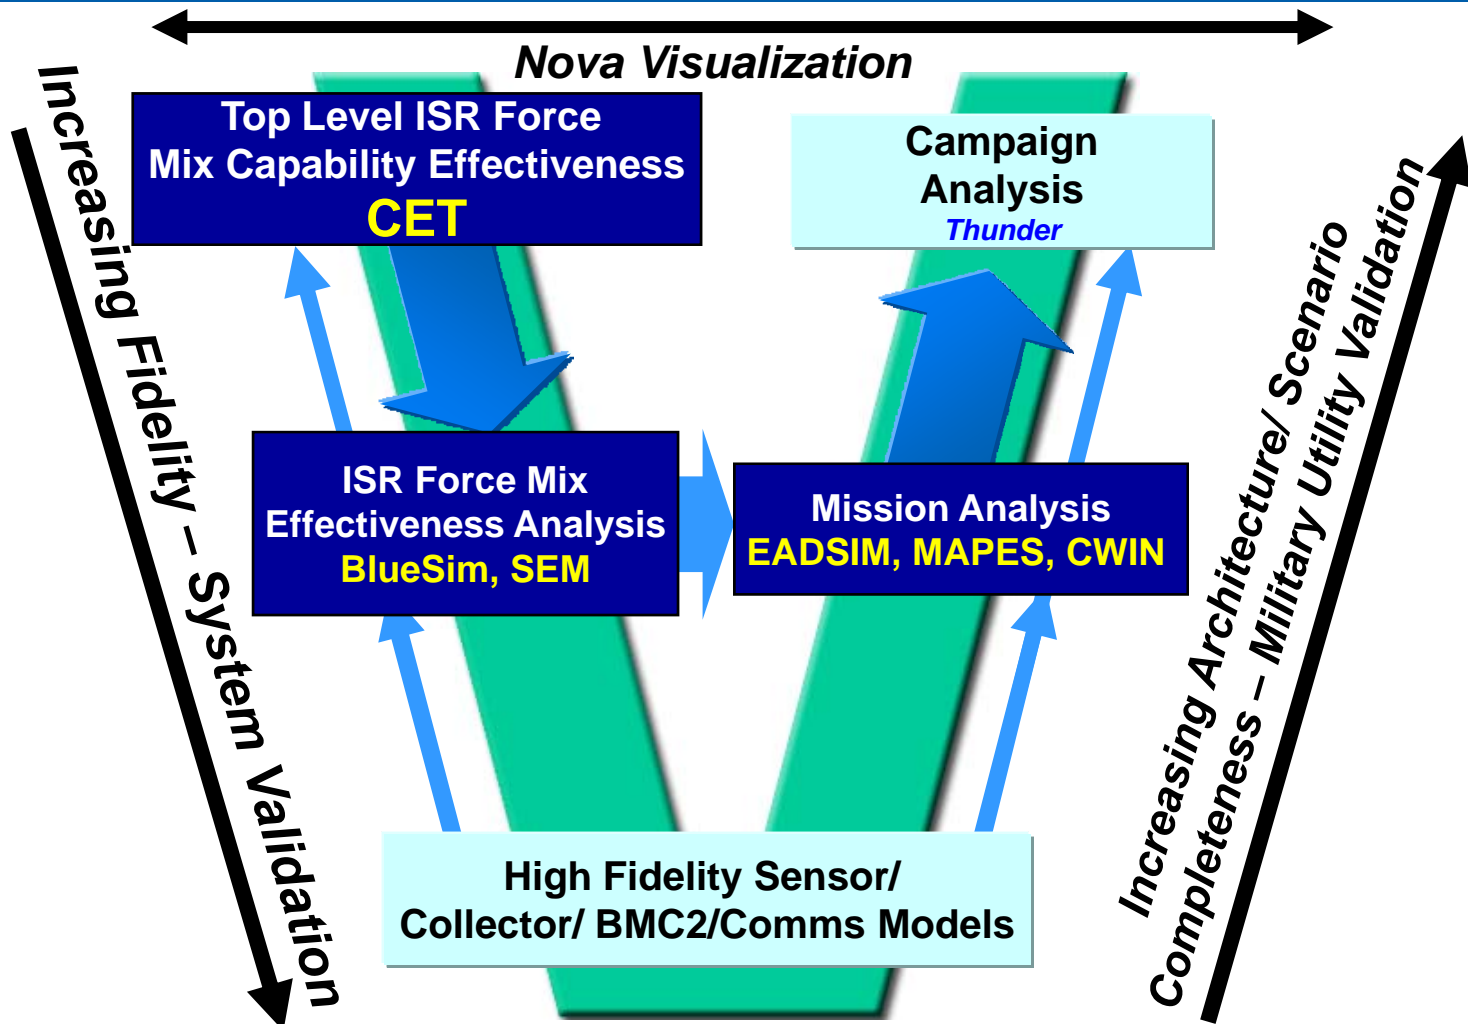 Nova Visualization
Increasing Fidelity – System Validation
Top Level ISR Force
Mix Capability Effectiveness
CET
Campaign
Analysis
Thunder
ISR Force Mix
Effectiveness Analysis
BlueSim, SEM
Mission Analysis
EADSIM, MAPES, CWIN
High Fidelity Sensor/
Collector/ BMC2/Comms Models
Increasing Architecture/ Scenario
Completeness – Military Utility Validation